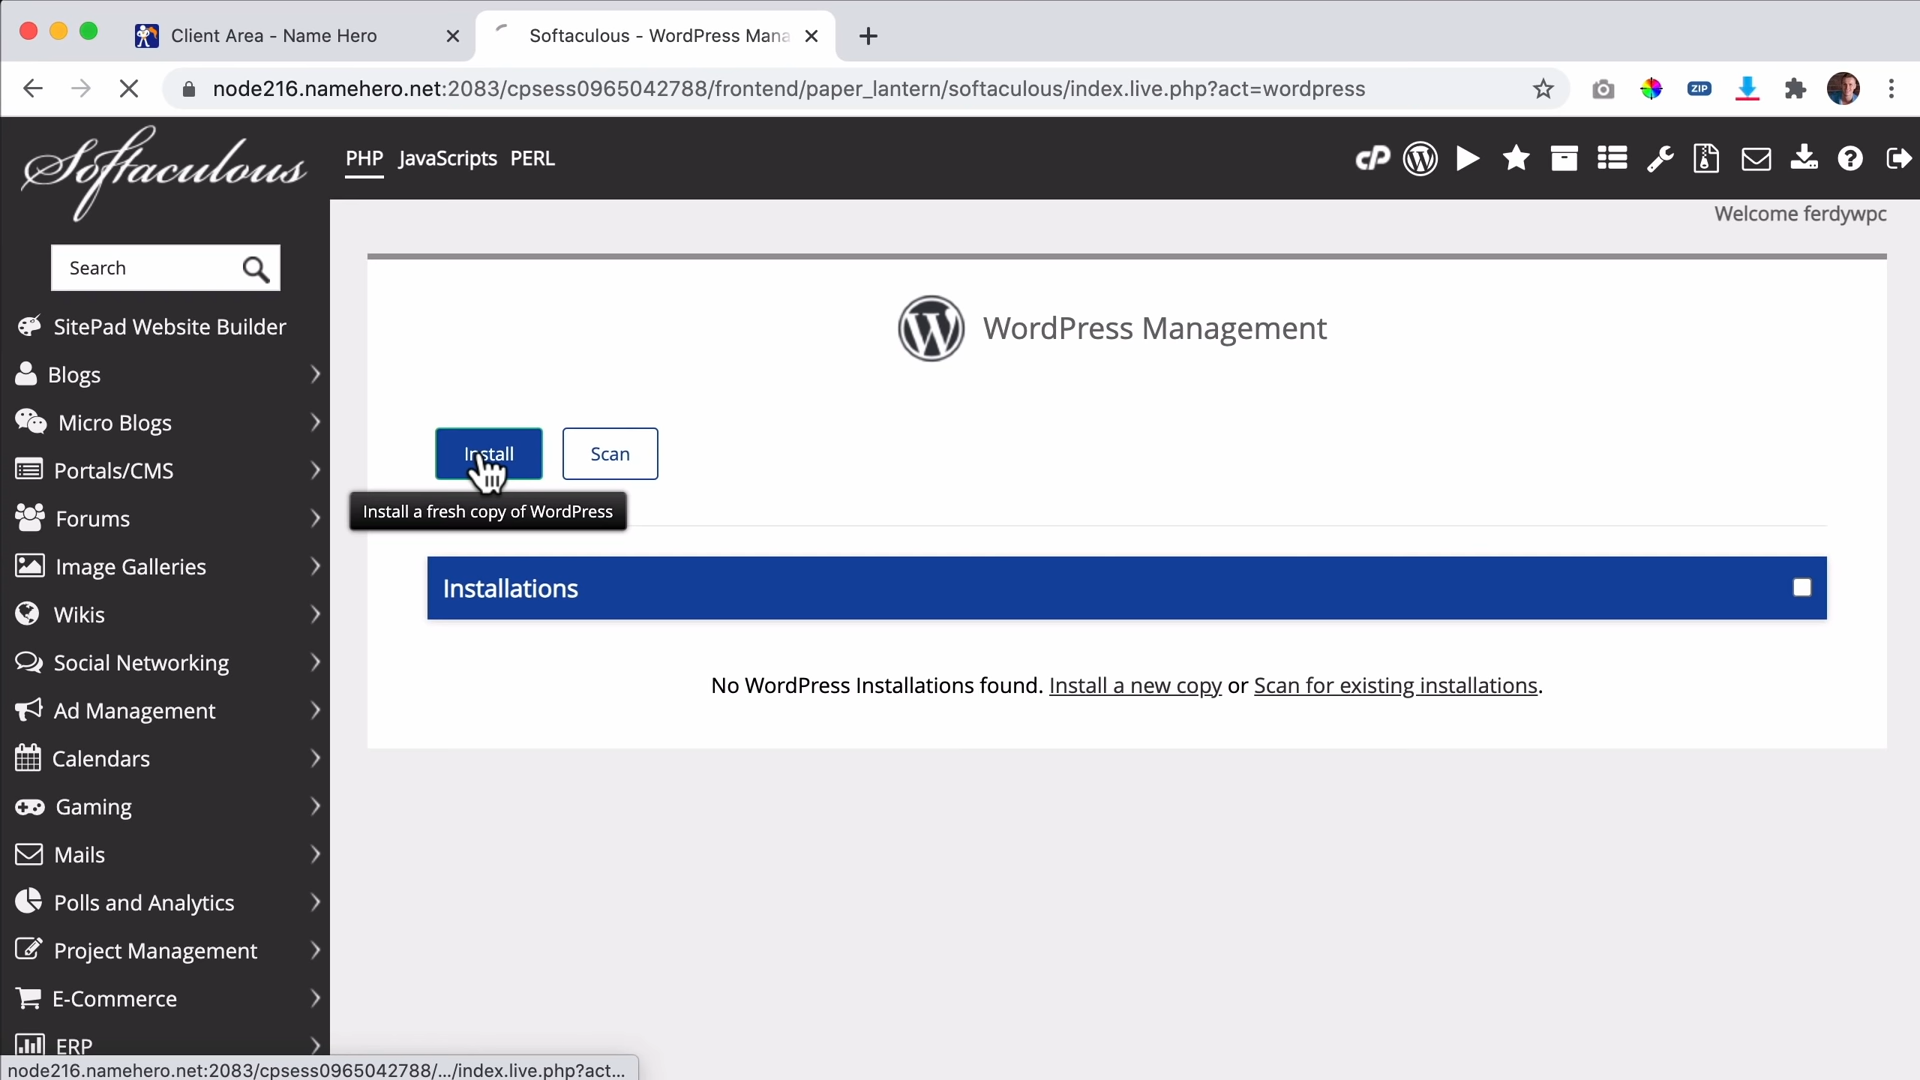 Client Area - Name Hero
Softaculous - WordPress Mana
node216.namehero.net:2083/cpsess0965042788/frontend/paper_lantern/softaculous/index.live.php?act=wordpress
ZIP
Softaculous
PHP JavaScripts PERL
cP
Welcome ferdywpc
Search
WordPress Management
SitePad Website Builder
Blogs
Micro Blogs
Install
Scan
Portals/CMS
Install a fresh copy of WordPress
Forums
Image Galleries
Installations
Wikis
Social Networking
No WordPress Installations found. Install a new copy or Scan for existing installations.
Ad Management
Calendars
Gaming
Mails
Polls and Analytics
Project Management
E-Commerce
ERP
node216.namehero.net:2083/cpsess0965042788/.../index.live.php?act...